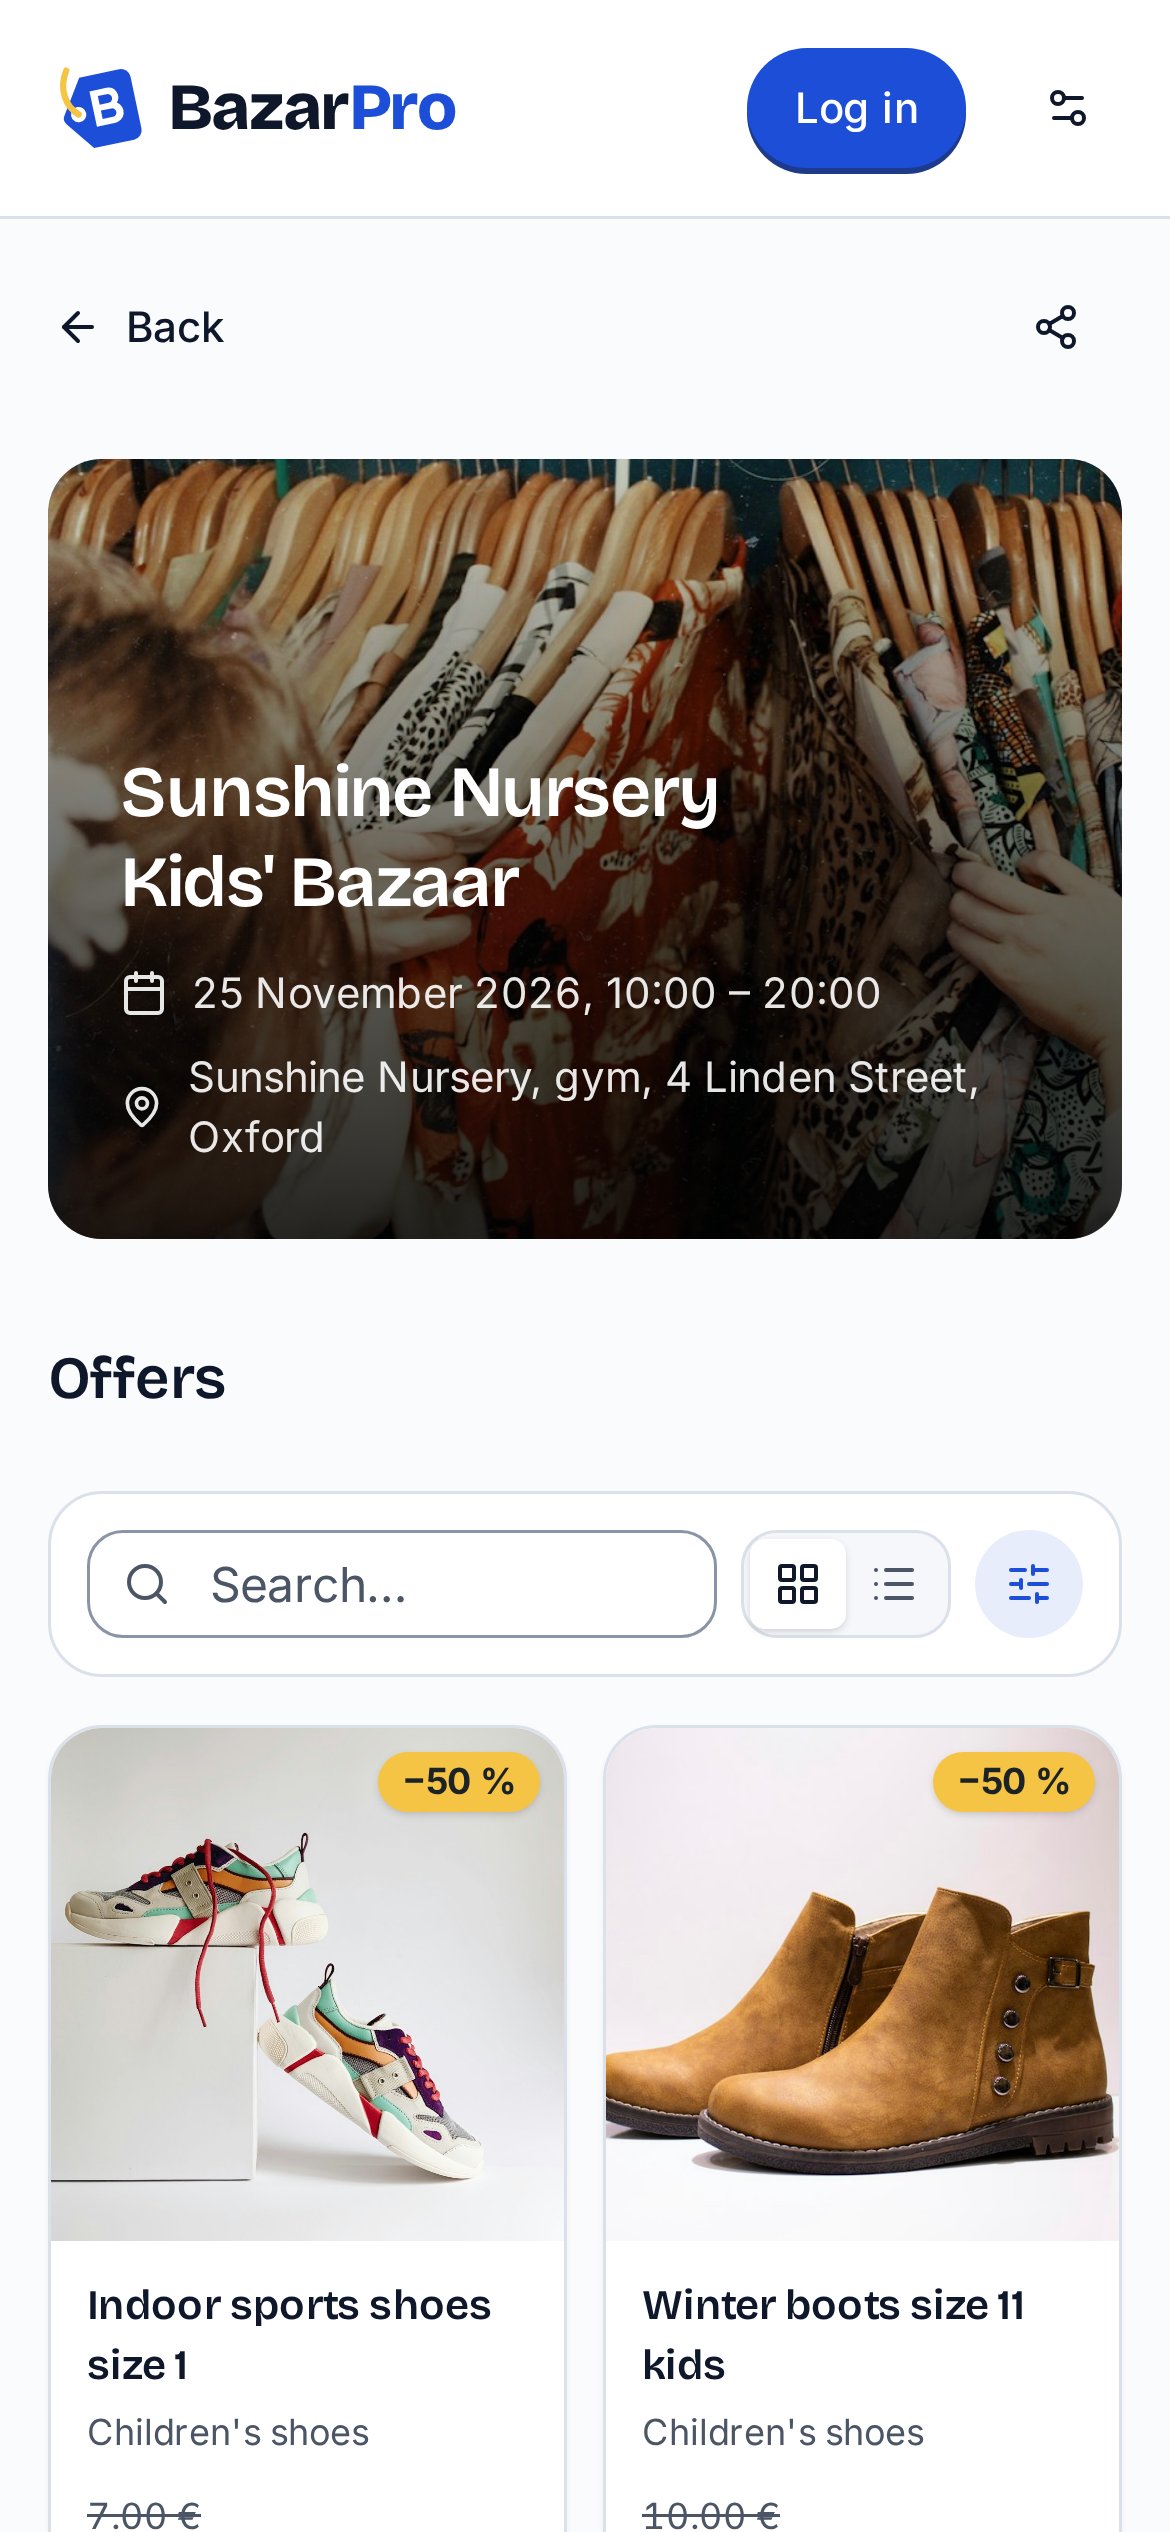 B BazarPro
Log in
Back
Sunshine Nursery
Kids' Bazaar
25 November 2026, 10:00 – 20:00
Sunshine Nursery, gym, 4 Linden Street,
Oxford
Offers
Search...
−50 %
−50 %
Indoor sports shoes
size 1
Children's shoes
7.00 €
Winter boots size 11
kids
Children's shoes
10.00 €